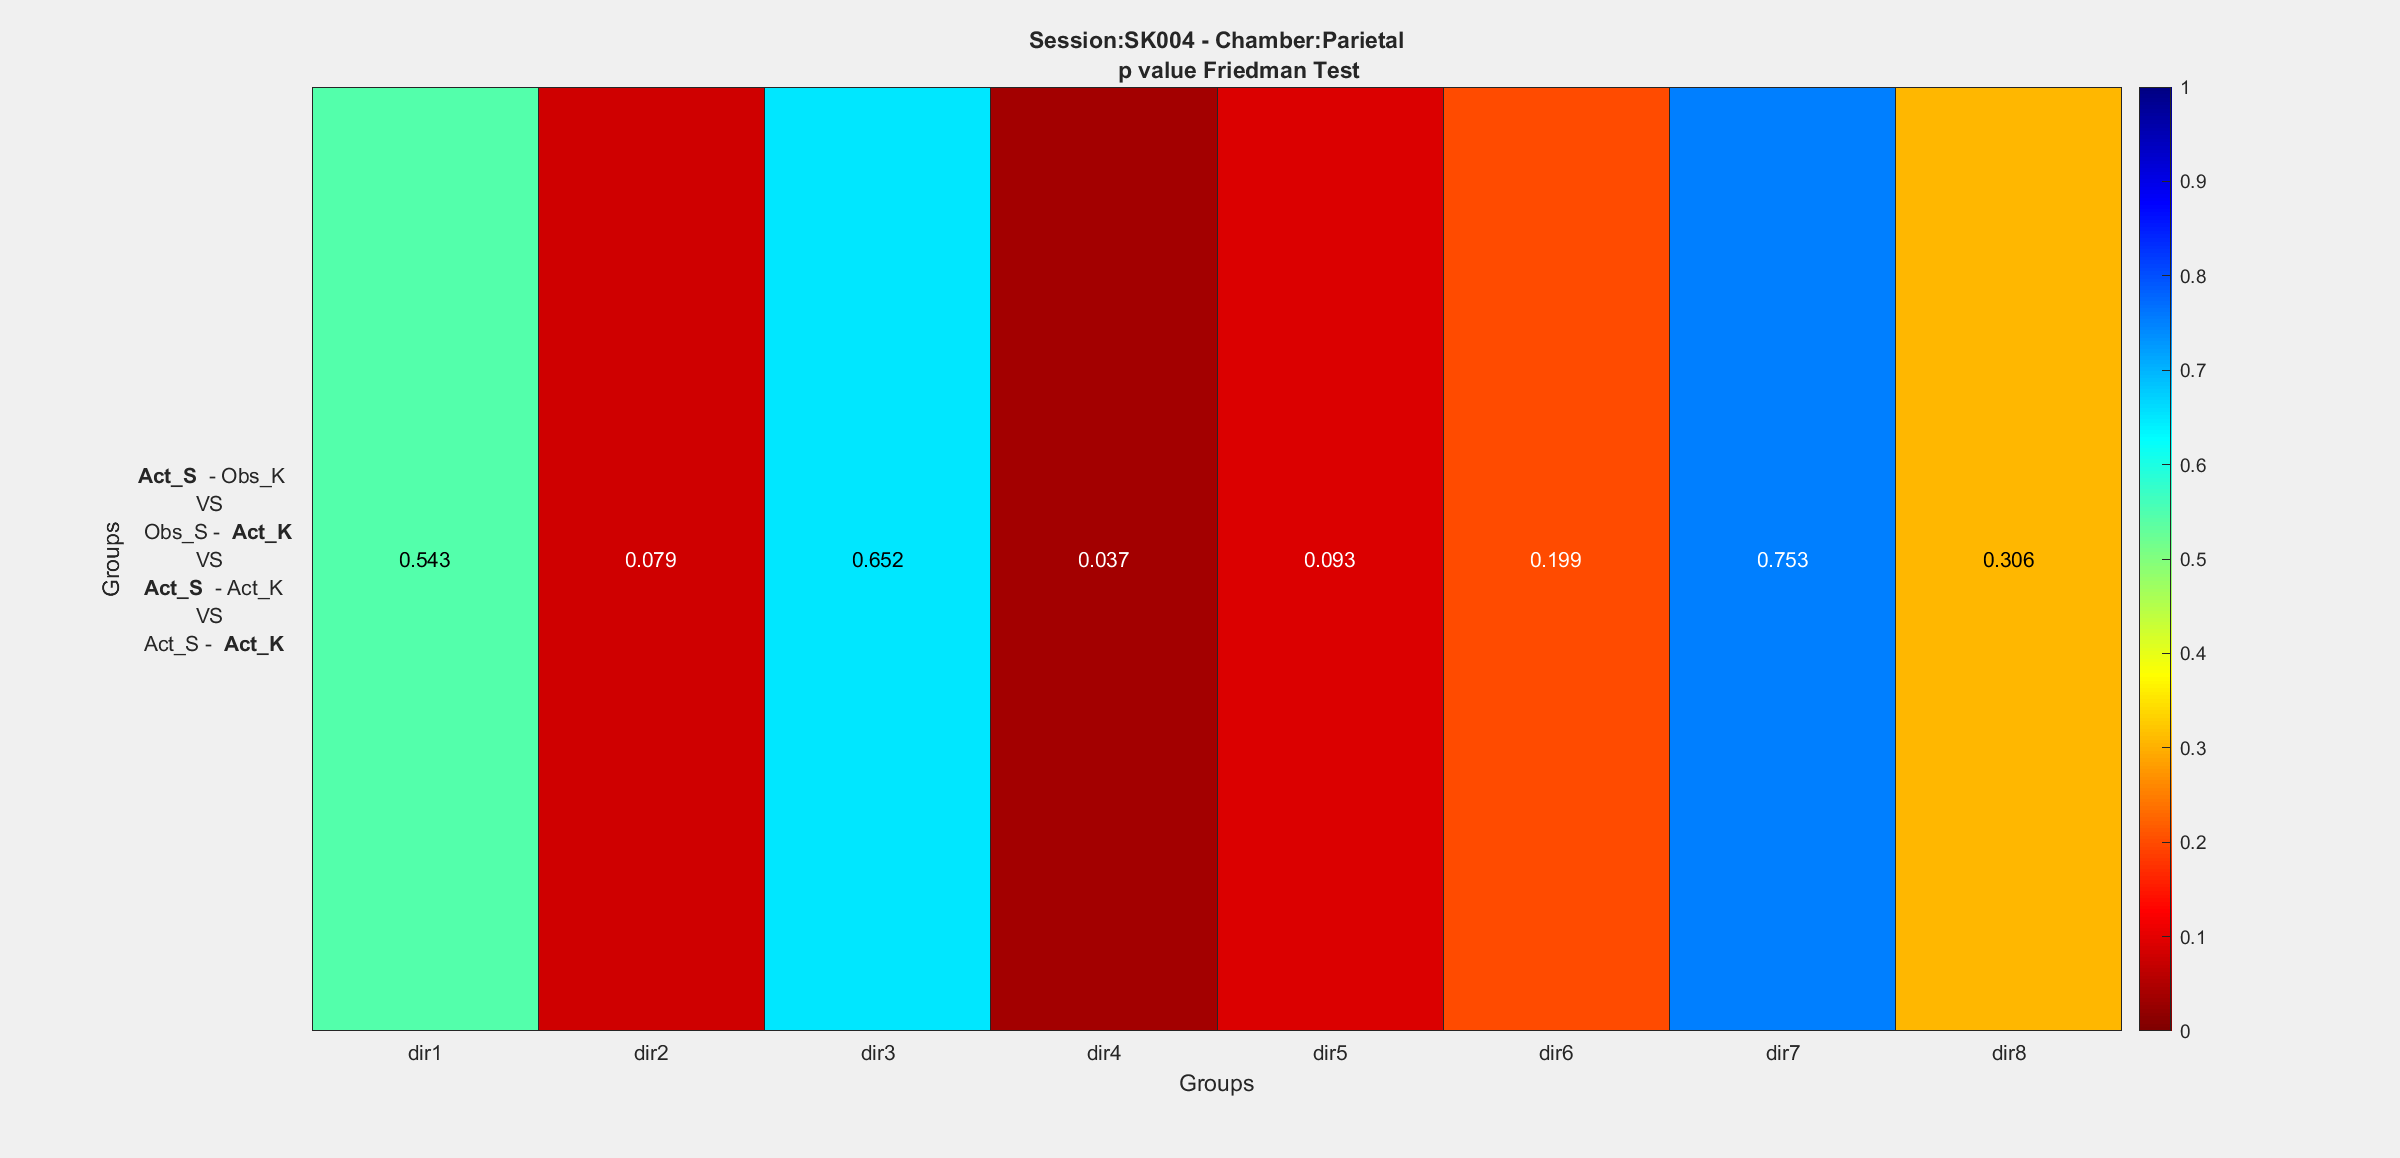 Session:SK004 - Chamber:Parietal
p value Friedman Test
Groups
Act_S - Obs_K
VS
Obs_S - Act_K
VS
Act_S - Act_K
VS
Act_S - Act_K
0.543 0.079 0.652 0.037 0.093 0.199 0.753 0.306
dir1 dir2 dir3 dir4 dir5 dir6 dir7 dir8
Groups
1
0.9
0.8
0.7
0.6
0.5
0.4
0.3
0.2
0.1
0